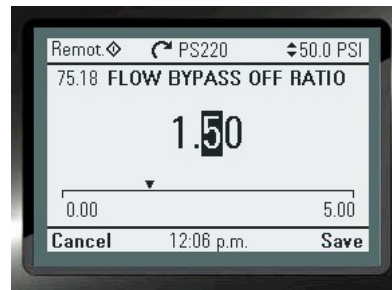 Remot. PS220 50.0 PSI
75.18 FLOW BYPASS OFF RATIO
1.50
0.00 5.00
Cancel 12:06 p.m. Save